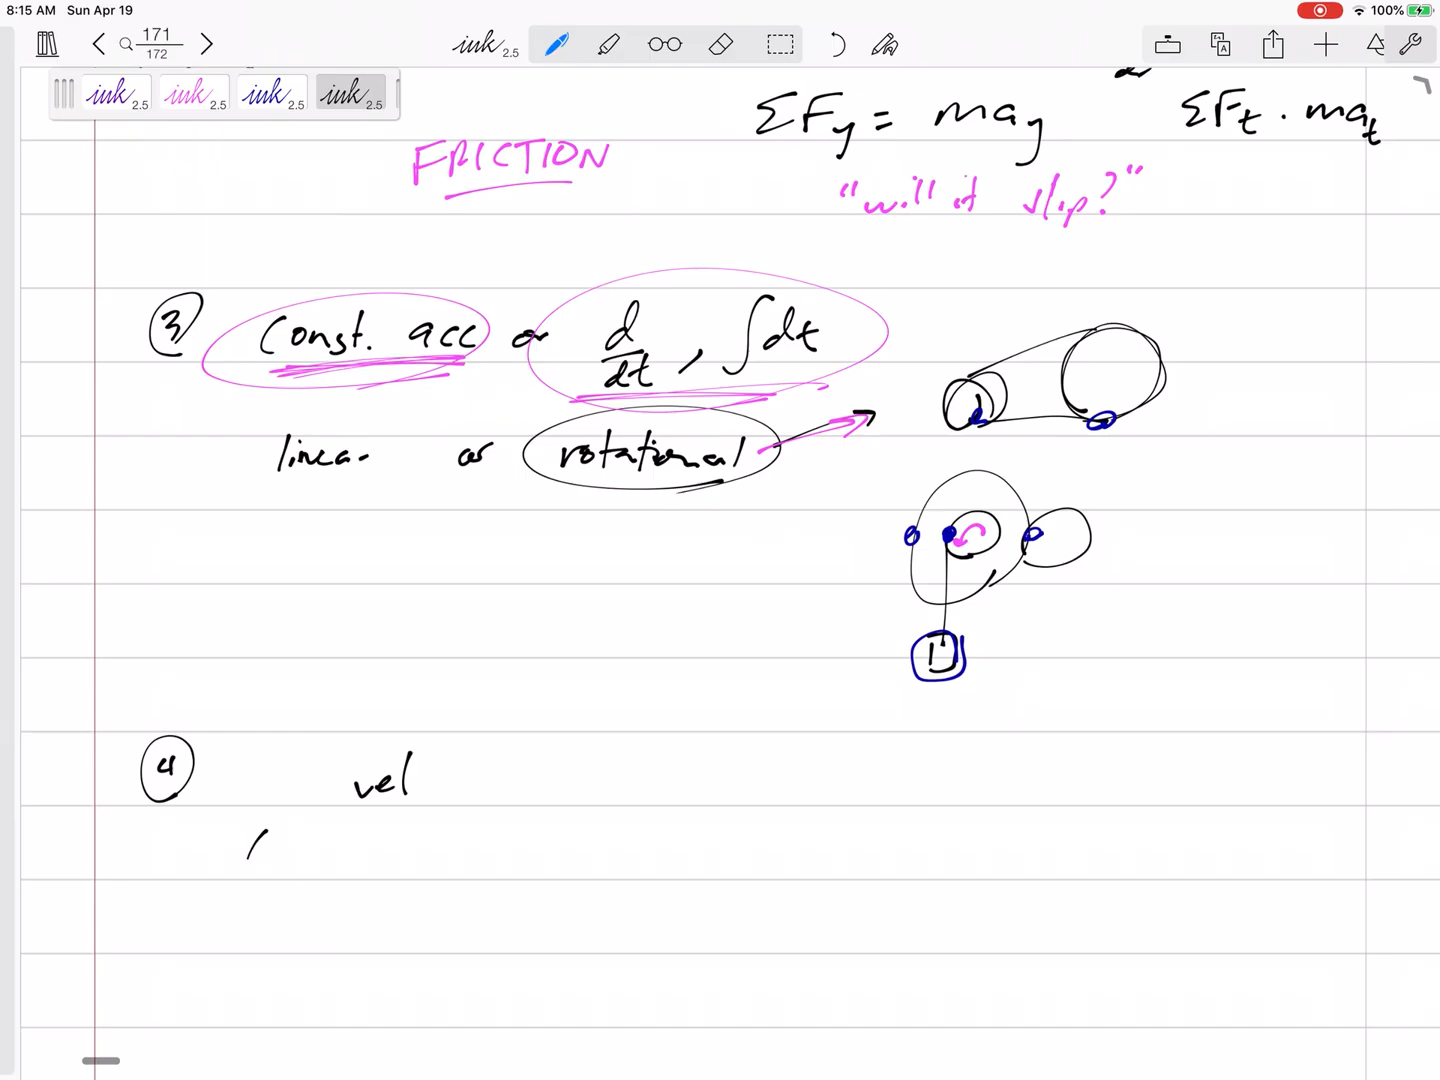 8:15 AM Sun Apr 19
100%
171
172
ink 2.5
ink 2.5 ink 2.5 ink 2.5 ink 2.5
or
ΣFy = may ΣFt · mat
FRICTION
"will it slip?"
3 Const. acc or d/dt , ∫dt
linear or rotational
4 vel
(